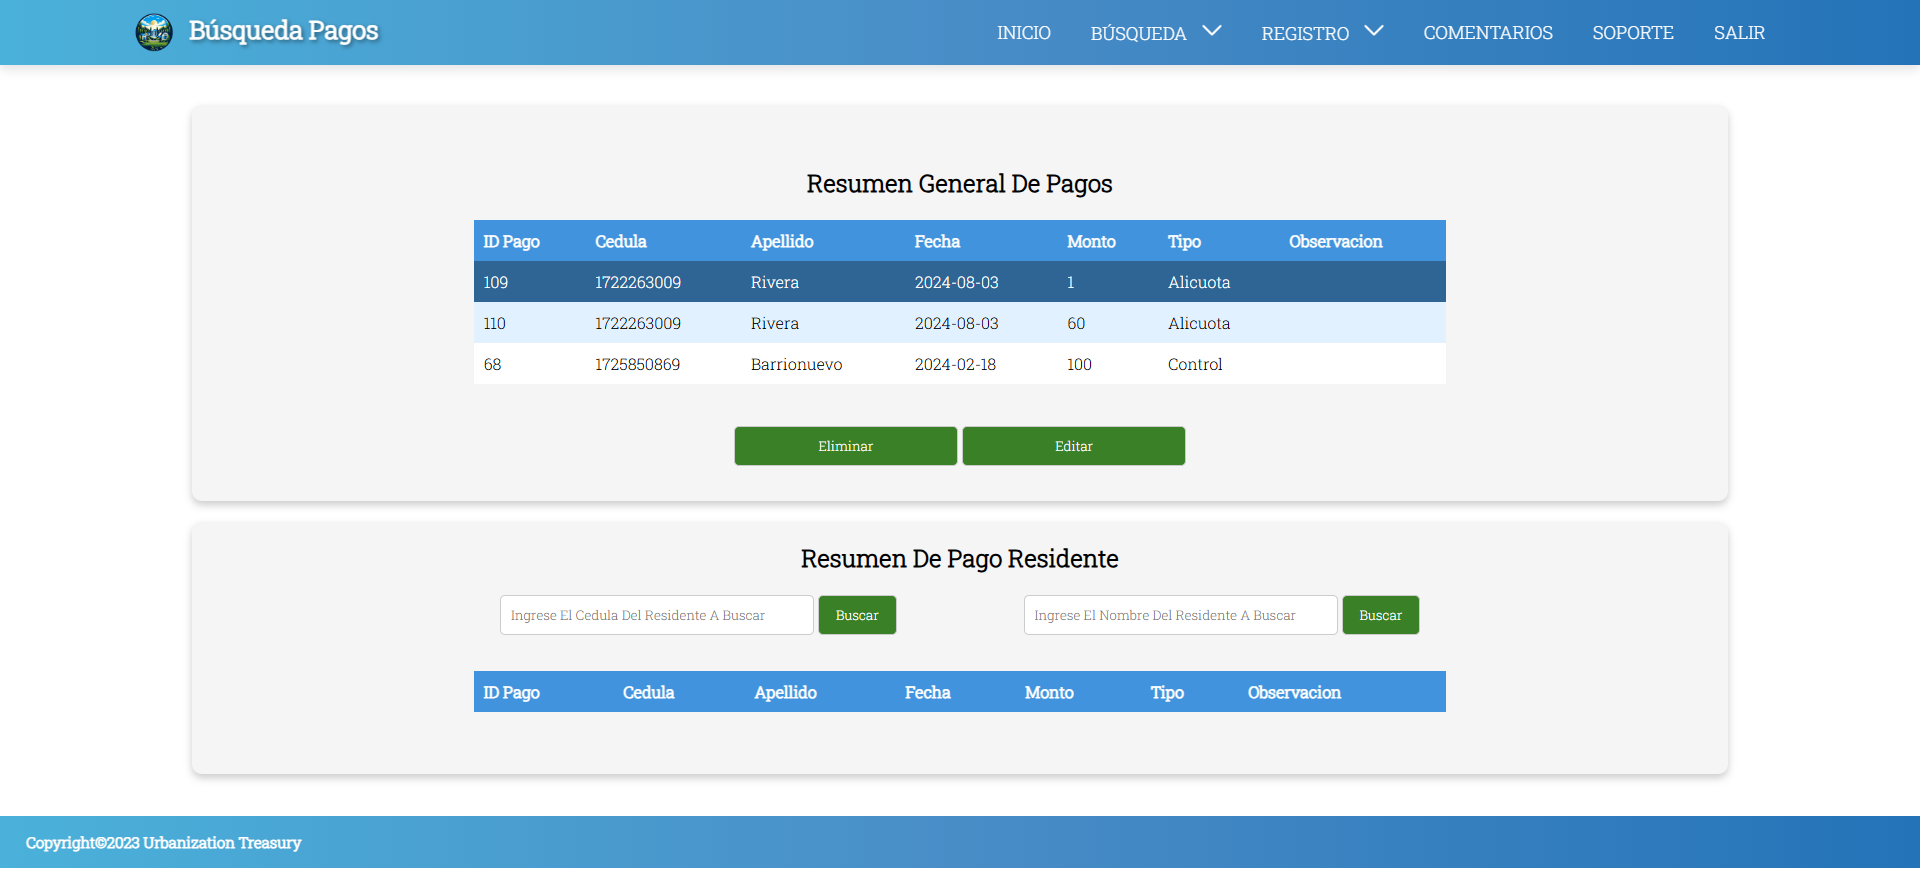 Búsqueda Pagos INICIO BÚSQUEDA REGISTRO COMENTARIOS SOPORTE SALIR
Resumen General De Pagos
ID Pago Cedula Apellido Fecha Monto Tipo Observacion
109 1722263009 Rivera 2024-08-03 1 Alicuota
110 1722263009 Rivera 2024-08-03 60 Alicuota
68 1725850869 Barrionuevo 2024-02-18 100 Control
Eliminar Editar
Resumen De Pago Residente
Ingrese El Cedula Del Residente A Buscar Buscar Ingrese El Nombre Del Residente A Buscar Buscar
ID Pago Cedula Apellido Fecha Monto Tipo Observacion
Copyright©2023 Urbanization Treasury